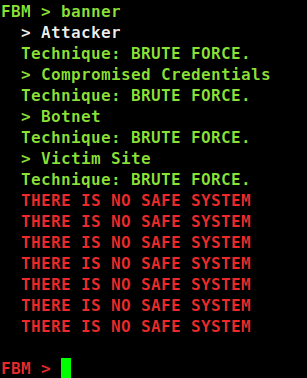 FBM > banner
> Attacker
Technique: BRUTE FORCE.
> Compromised Credentials
Technique: BRUTE FORCE.
> Botnet
Technique: BRUTE FORCE.
> Victim Site
Technique: BRUTE FORCE.
THERE IS NO SAFE SYSTEM
THERE IS NO SAFE SYSTEM
THERE IS NO SAFE SYSTEM
THERE IS NO SAFE SYSTEM
THERE IS NO SAFE SYSTEM
THERE IS NO SAFE SYSTEM
THERE IS NO SAFE SYSTEM
FBM >